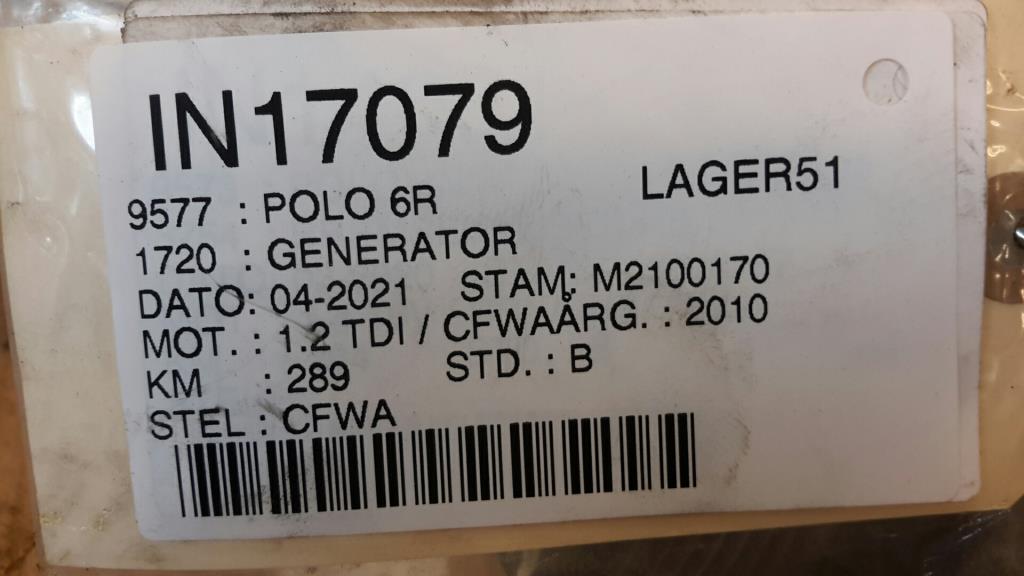 IN17079
LAGER51
9577 : POLO 6R
1720 : GENERATOR
DATO: 04-2021 STAM: M2100170
MOT. : 1.2 TDI / CFWAÅRG. : 2010
KM : 289 STD. : B
STEL : CFWA